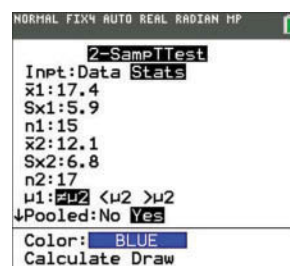 NORMAL FIX4 AUTO REAL RADIAN MP
2-SampTTest
Inpt:Data Stats
x̄1:17.4
Sx1:5.9
n1:15
x̄2:12.1
Sx2:6.8
n2:17
μ1:≠μ2 <μ2 >μ2
↓Pooled:No Yes
Color: BLUE
Calculate Draw